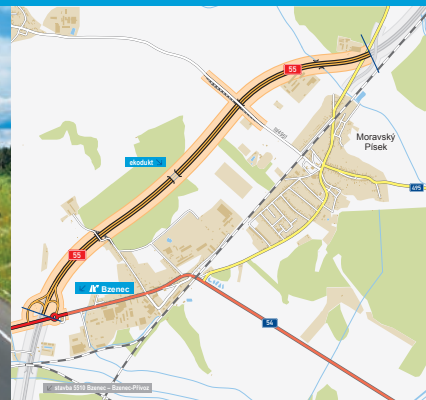 55
Moravský
Písek
ekodukt
495
55
Bzenec
54
stavba 5510 Bzenec – Bzenec-Přívoz